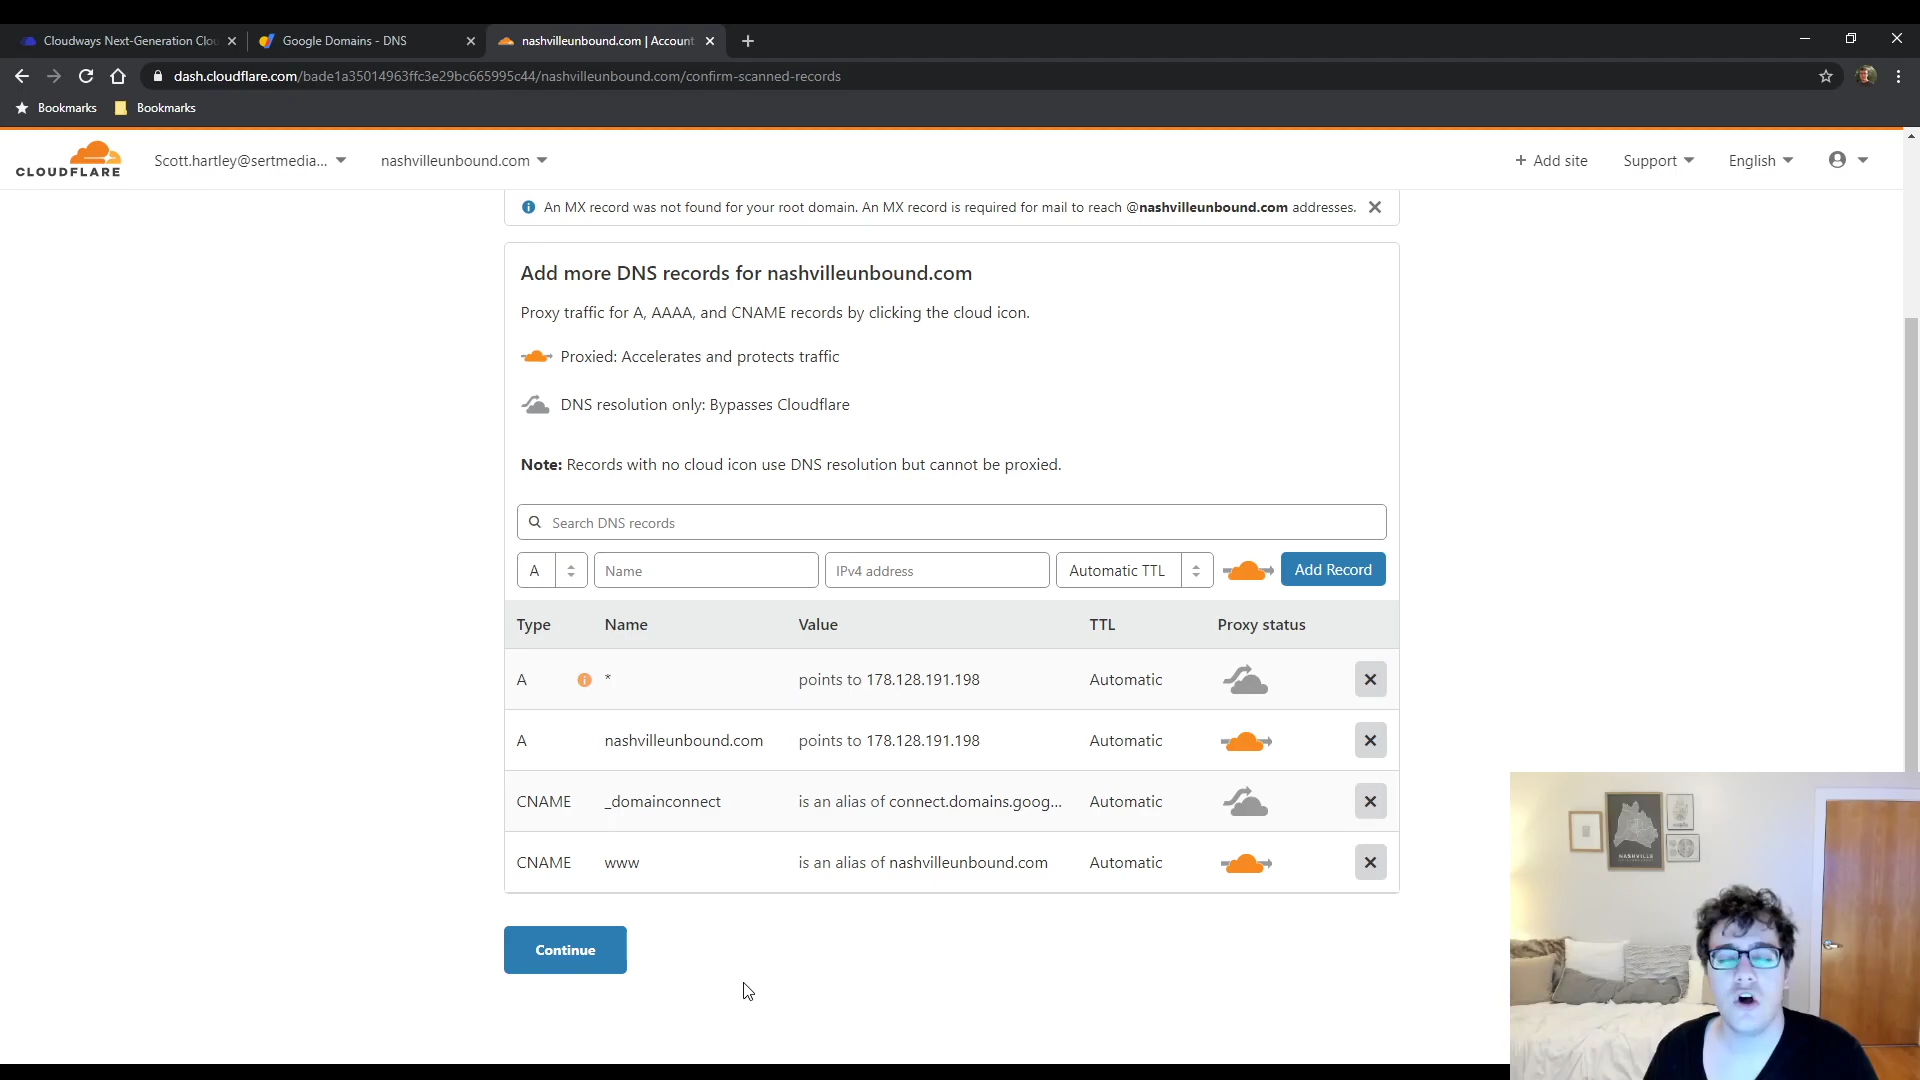 Cloudways Next-Generation Clo
Google Domains - DNS
nashvilleunbound.com | Account
dash.cloudflare.com/bade1a35014963ffc3e29bc665995c44/nashvilleunbound.com/confirm-scanned-records
Bookmarks
Bookmarks
CLOUDFLARE
Scott.hartley@sertmedia...
nashvilleunbound.com
+ Add site
Support
English
An MX record was not found for your root domain. An MX record is required for mail to reach @nashvilleunbound.com addresses.
Add more DNS records for nashvilleunbound.com
Proxy traffic for A, AAAA, and CNAME records by clicking the cloud icon.
Proxied: Accelerates and protects traffic
DNS resolution only: Bypasses Cloudflare
Note: Records with no cloud icon use DNS resolution but cannot be proxied.
Search DNS records
A Name IPv4 address Automatic TTL Add Record
Type Name Value TTL Proxy status
A * points to 178.128.191.198 Automatic
A nashvilleunbound.com points to 178.128.191.198 Automatic
CNAME _domainconnect is an alias of connect.domains.goog... Automatic
CNAME www is an alias of nashvilleunbound.com Automatic
Continue
NASHVILLE